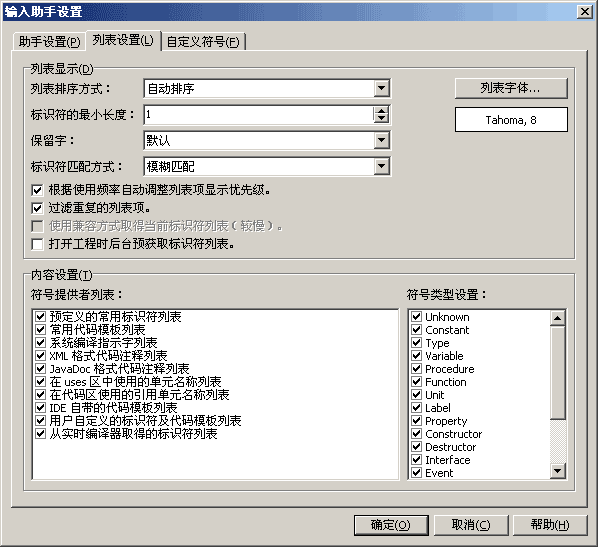 输入助手设置
助手设置(P) 列表设置(L) 自定义符号(F)
列表显示(D)
列表排序方式： 自动排序 列表字体...
标识符的最小长度： 1 Tahoma, 8
保留字： 默认
标识符匹配方式： 模糊匹配
根据使用频率自动调整列表项显示优先级。
过滤重复的列表项。
使用兼容方式取得当前标识符列表（较慢）。
打开工程时后台预获取标识符列表。
内容设置(T)
符号提供者列表： 符号类型设置：
预定义的常用标识符列表 Unknown
常用代码模板列表 Constant
系统编译指示字列表 Type
XML 格式代码注释列表 Variable
JavaDoc 格式代码注释列表 Procedure
在 uses 区中使用的单元名称列表 Function
在代码区使用的引用单元名称列表 Unit
IDE 自带的代码模板列表 Label
用户自定义的标识符及代码模板列表 Property
从实时编译器取得的标识符列表 Constructor
Destructor
Interface
Event
确定(O) 取消(C) 帮助(H)